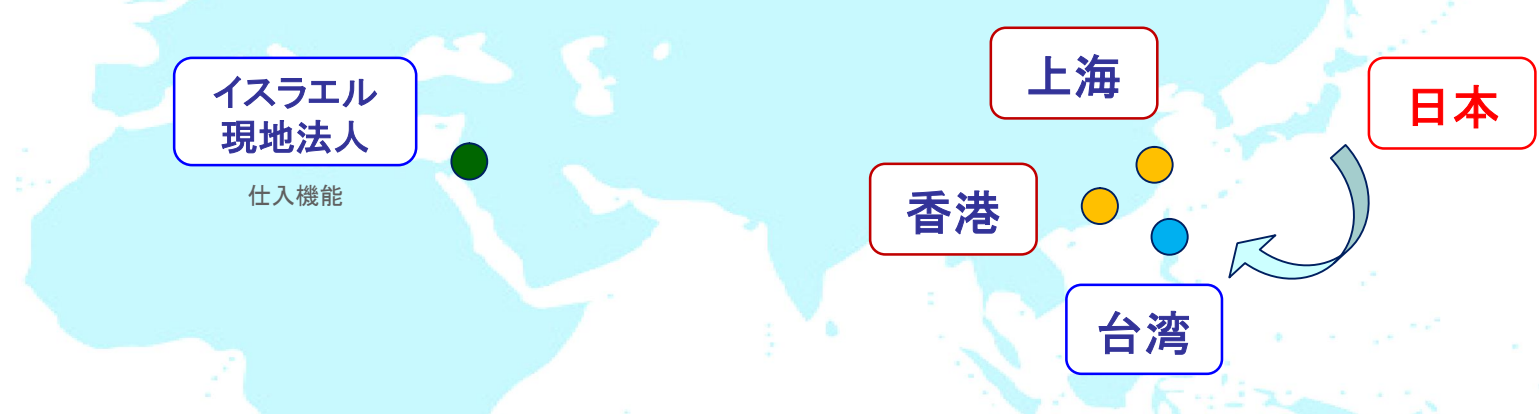 イスラエル
現地法人
仕入機能
上海
香港
台湾
日本